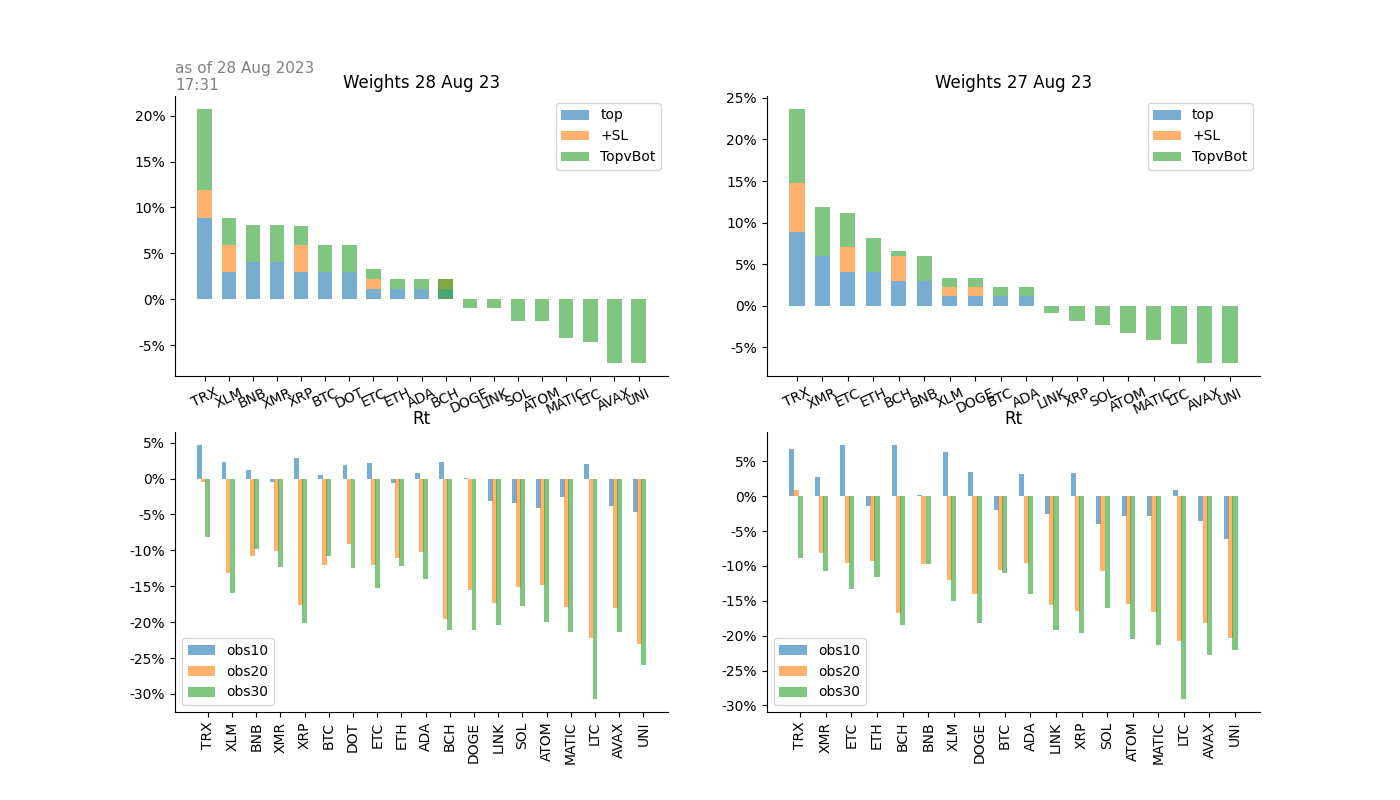 as of 28 Aug 2023
17:31
Weights 28 Aug 23
20%
15%
10%
5%
0%
-5%
top
+SL
TopvBot
TRX XLM BNB XMR XRP BTC DOT ETC ETH ADA BCH DOGE LINK SOL ATOM MATIC LTC AVAX UNI
Weights 27 Aug 23
25%
20%
15%
10%
5%
0%
-5%
top
+SL
TopvBot
TRX XMR ETC ETH BCH BNB XLM DOGE BTC ADA LINK XRP SOL ATOM MATIC LTC AVAX UNI
Rt
5%
0%
-5%
-10%
-15%
-20%
-25%
-30%
obs10
obs20
obs30
TRX XLM BNB XMR XRP BTC DOT ETC ETH ADA BCH DOGE LINK SOL ATOM MATIC LTC AVAX UNI
Rt
5%
0%
-5%
-10%
-15%
-20%
-25%
-30%
obs10
obs20
obs30
TRX XMR ETC ETH BCH BNB XLM DOGE BTC ADA LINK XRP SOL ATOM MATIC LTC AVAX UNI